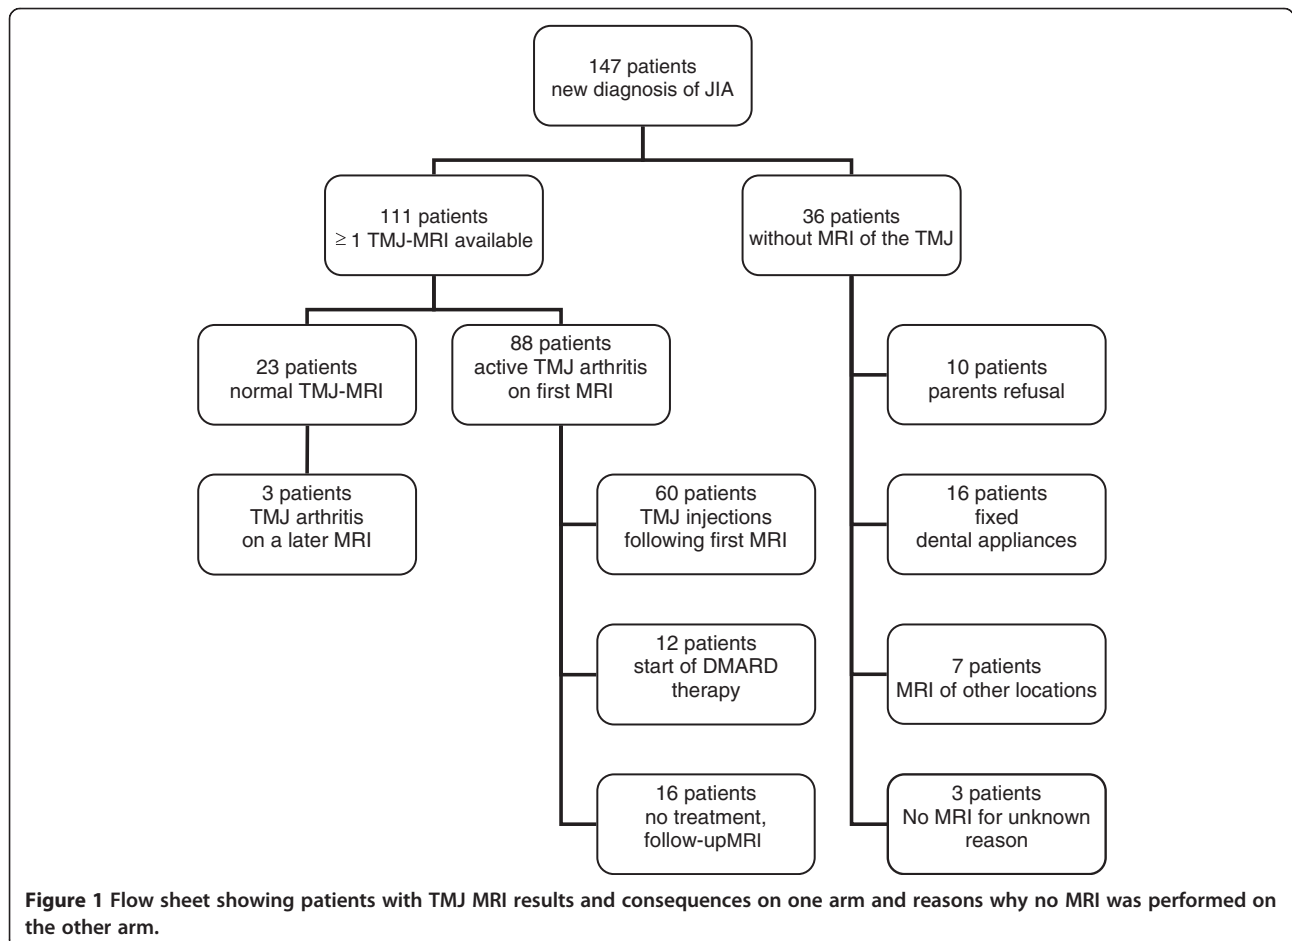 147 patients
new diagnosis of JIA
111 patients
≥ 1 TMJ-MRI available
36 patients
without MRI of the TMJ
23 patients
normal TMJ-MRI
88 patients
active TMJ arthritis
on first MRI
10 patients
parents refusal
3 patients
TMJ arthritis
on a later MRI
60 patients
TMJ injections
following first MRI
16 patients
fixed
dental appliances
12 patients
start of DMARD
therapy
7 patients
MRI of other locations
16 patients
no treatment,
follow-upMRI
3 patients
No MRI for unknown
reason
Figure 1 Flow sheet showing patients with TMJ MRI results and consequences on one arm and reasons why no MRI was performed on
the other arm.